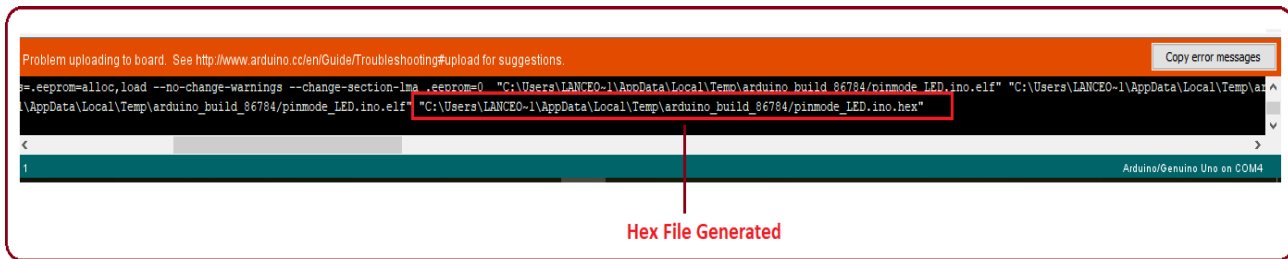 Problem uploading to board. See http://www.arduino.cc/en/Guide/Troubleshooting#upload for suggestions.
Copy error messages
s=.eeprom=alloc,load --no-change-warnings --change-section-lma .eeprom=0 "C:\Users\LANCEO~1\AppData\Local\Temp\arduino_build_86784/pinmode_LED.ino.elf" "C:\Users\LANCEO~1\AppData\Local\Temp\ar
l\AppData\Local\Temp\arduino_build_86784/pinmode_LED.ino.elf" "C:\Users\LANCEO~1\AppData\Local\Temp\arduino_build_86784/pinmode_LED.ino.hex"
1
Arduino/Genuino Uno on COM4
Hex File Generated